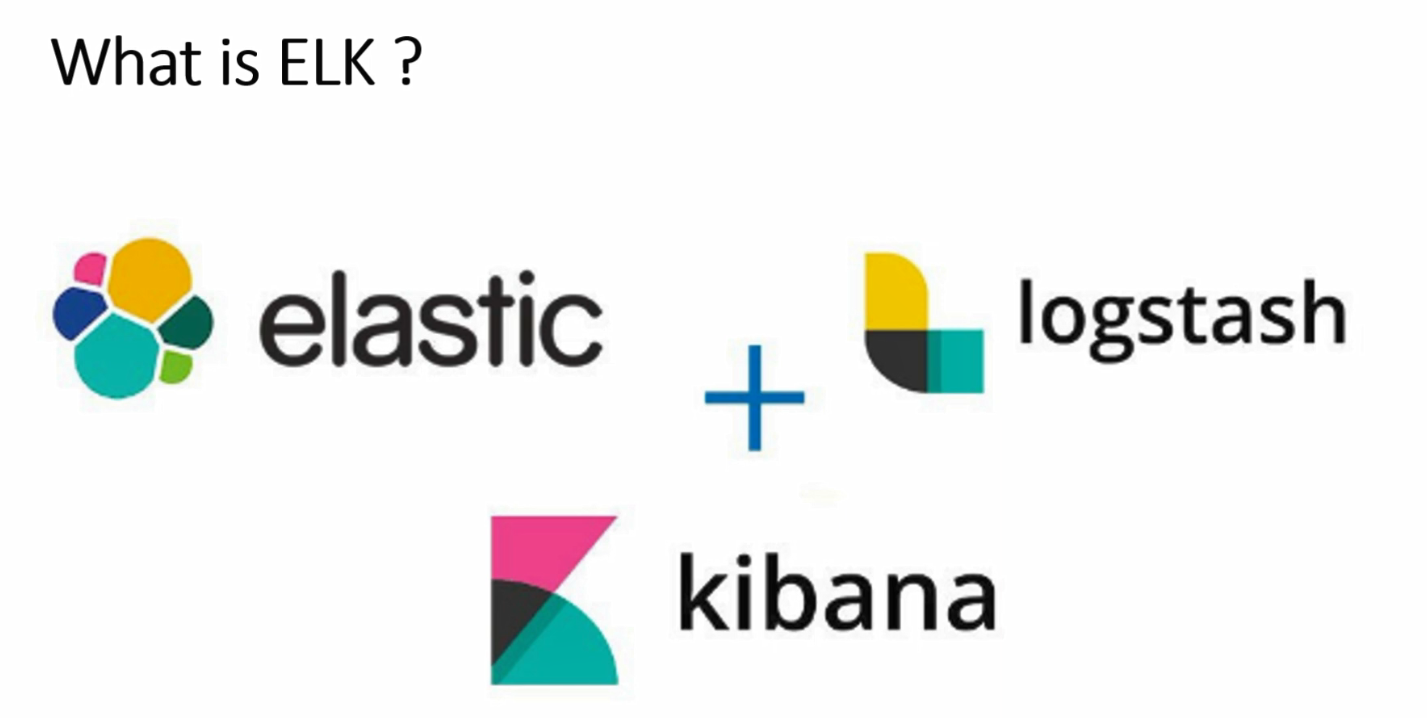 What is ELK ?
elastic
logstash
+
kibana